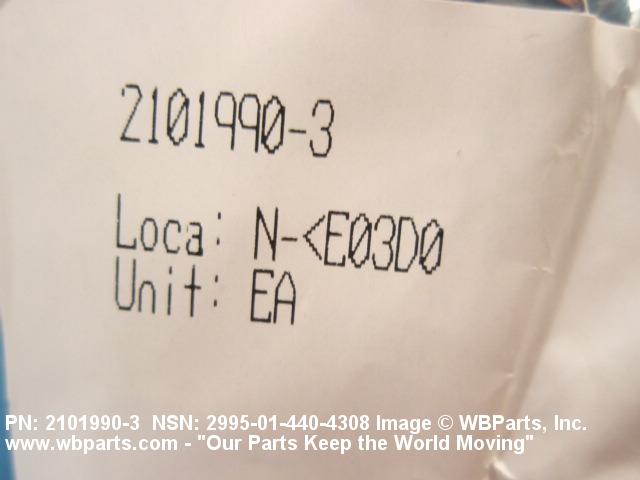 2101990-3
Loca: N-<E03D0
Unit: EA
PN: 2101990-3 NSN: 2995-01-440-4308 Image © WBParts, Inc.
www.wbparts.com - "Our Parts Keep the World Moving"